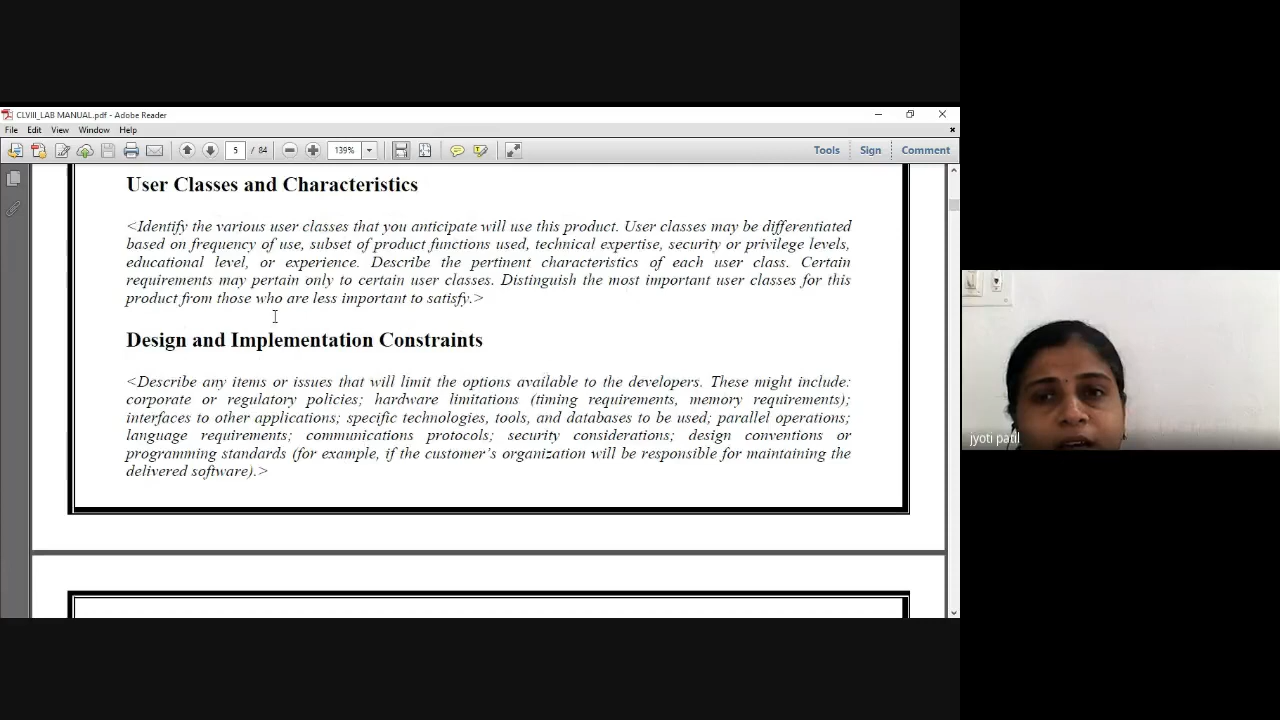 CLVIII_LAB MANUAL.pdf - Adobe Reader
File Edit View Window Help
5 / 84 139% Tools Sign Comment
User Classes and Characteristics
<Identify the various user classes that you anticipate will use this product. User classes may be differentiated
based on frequency of use, subset of product functions used, technical expertise, security or privilege levels,
educational level, or experience. Describe the pertinent characteristics of each user class. Certain
requirements may pertain only to certain user classes. Distinguish the most important user classes for this
product from those who are less important to satisfy.>
Design and Implementation Constraints
<Describe any items or issues that will limit the options available to the developers. These might include:
corporate or regulatory policies; hardware limitations (timing requirements, memory requirements);
interfaces to other applications; specific technologies, tools, and databases to be used; parallel operations;
language requirements; communications protocols; security considerations; design conventions or
programming standards (for example, if the customer's organization will be responsible for maintaining the
delivered software).>
jyoti patil